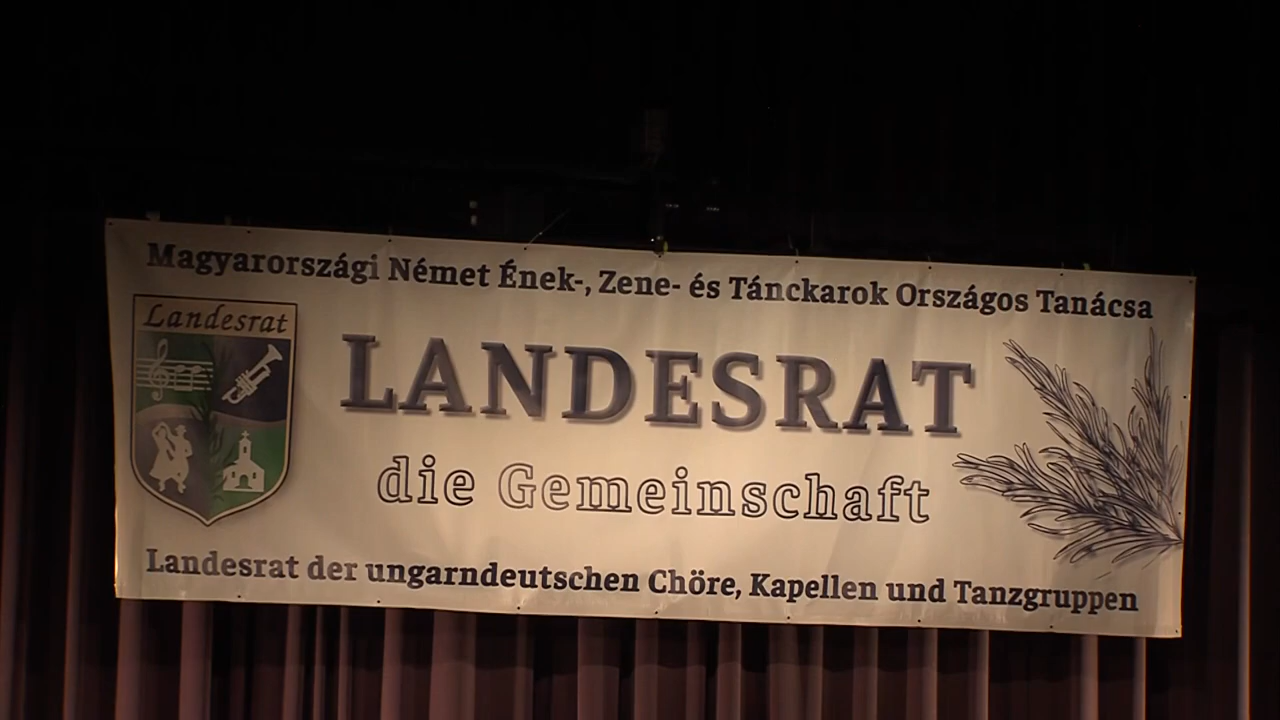 Magyarországi Német Ének-, Zene- és Tánckarok Országos Tanácsa
Landesrat
LANDESRAT
die Gemeinschaft
Landesrat der ungarndeutschen Chöre, Kapellen und Tanzgruppen